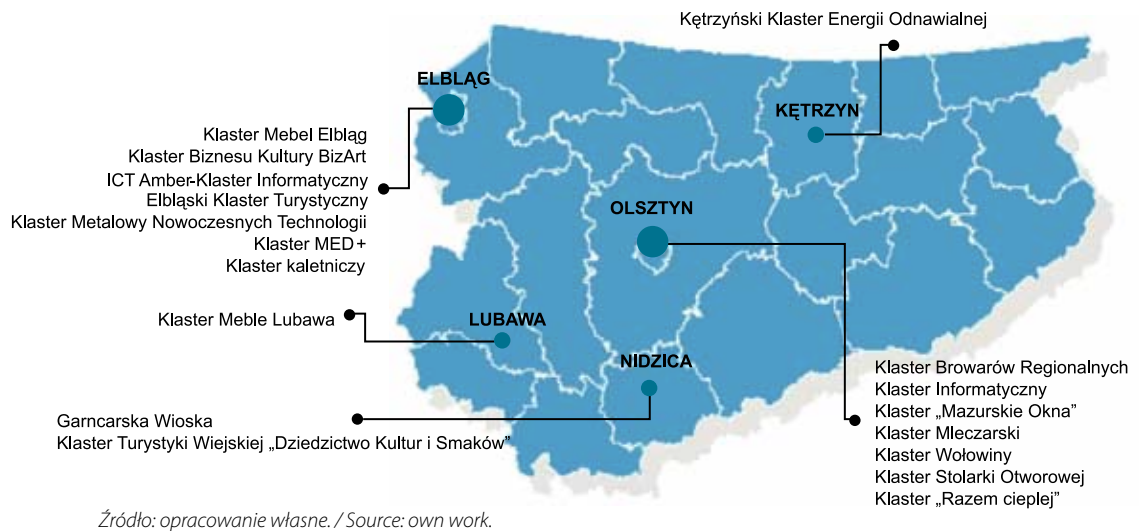 Kętrzyński Klaster Energii Odnawialnej
ELBLĄG
KĘTRZYN
Klaster Mebel Elbląg
Klaster Biznesu Kultury BizArt
ICT Amber-Klaster Informatyczny
Elbląski Klaster Turystyczny
Klaster Metalowy Nowoczesnych Technologii
Klaster MED+
Klaster kaletniczy
OLSZTYN
Klaster Meble Lubawa
LUBAWA
NIDZICA
Garncarska Wioska
Klaster Turystyki Wiejskiej „Dziedzictwo Kultur i Smaków”
Klaster Browarów Regionalnych
Klaster Informatyczny
Klaster „Mazurskie Okna”
Klaster Mleczarski
Klaster Wołowiny
Klaster Stolarki Otworowej
Klaster „Razem cieplej”
Źródło: opracowanie własne. / Source: own work.